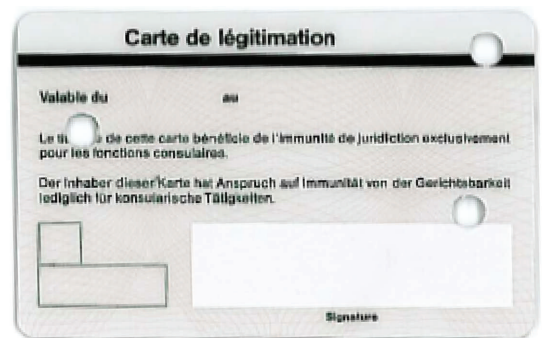 Carte de légitimation
Valable du au
Le de cette carte bénéficie de l'immunité de juridiction exclusivement
pour les fonctions consulaires.
Der Inhaber dieser Karte hat Anspruch auf Immunität von der Gerichtsbarkeit
lediglich für konsularische Tätigkeiten.
Signature